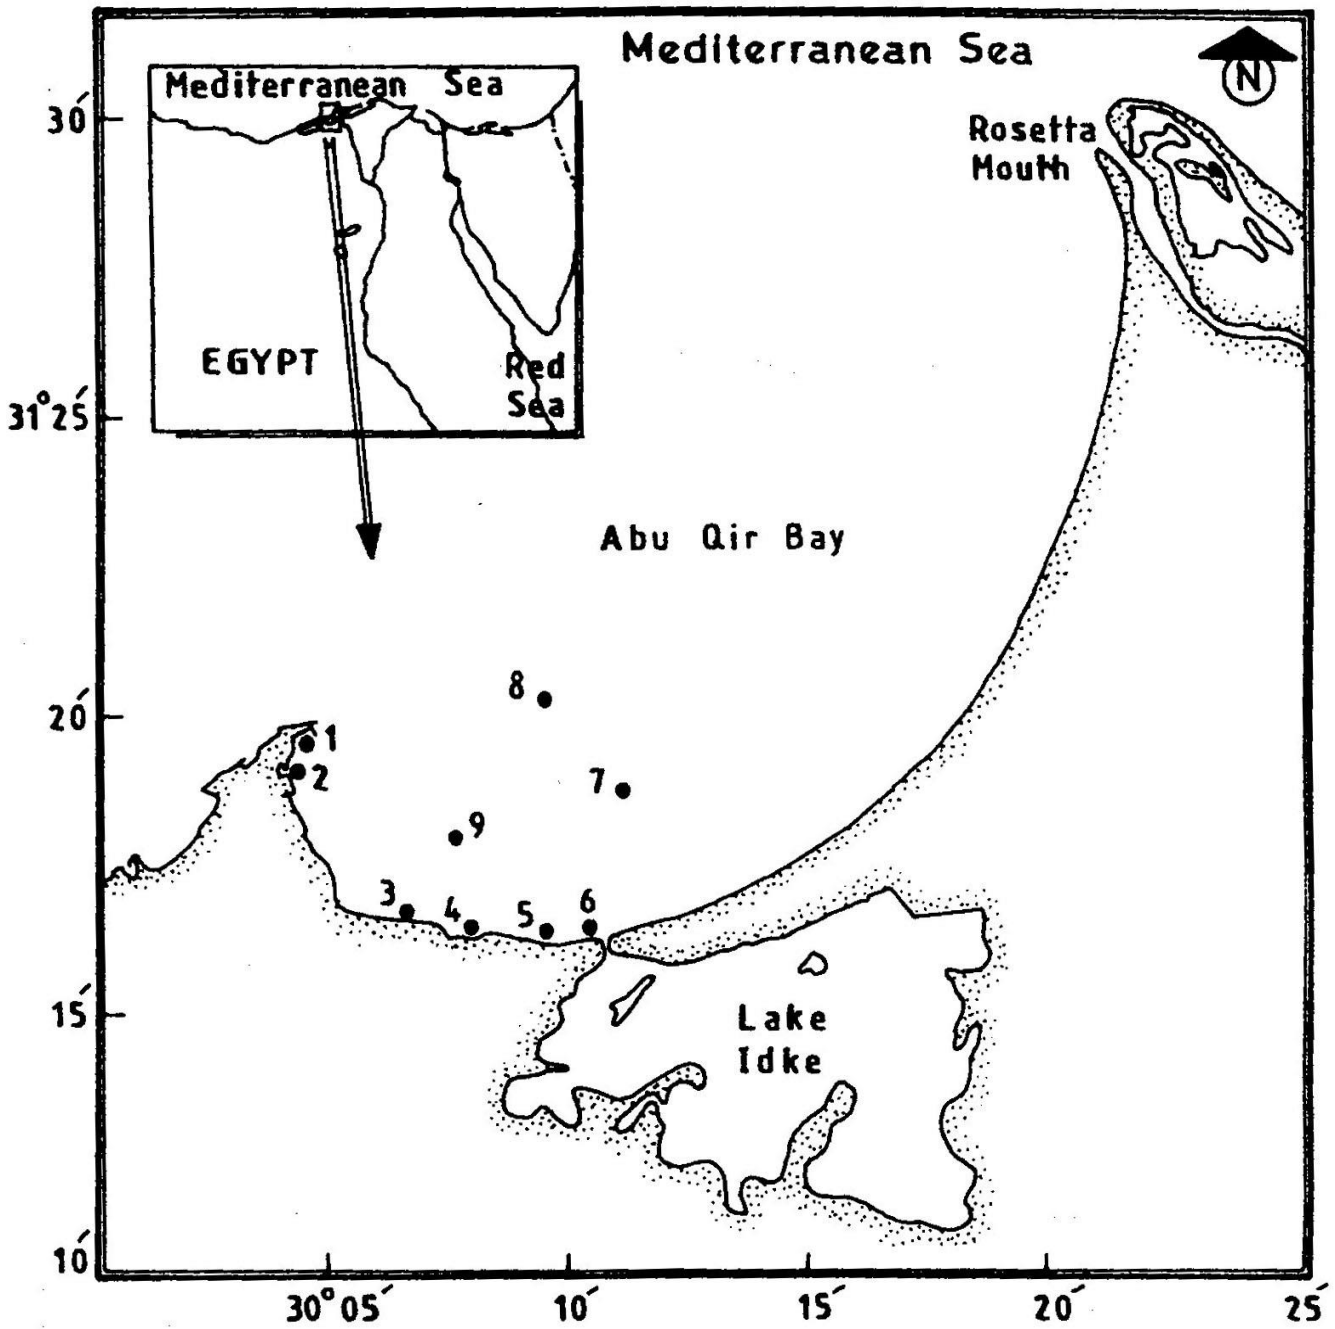 Mediterranean Sea
N
Mediterranean Sea
30′
Rosetta
Mouth
EGYPT
Red
Sea
31°25′
Abu Qir Bay
8
20′
1
2
7
9
3
4
5
6
15′
Lake
Idke
10′
30°05′
10′
15′
20′
25′